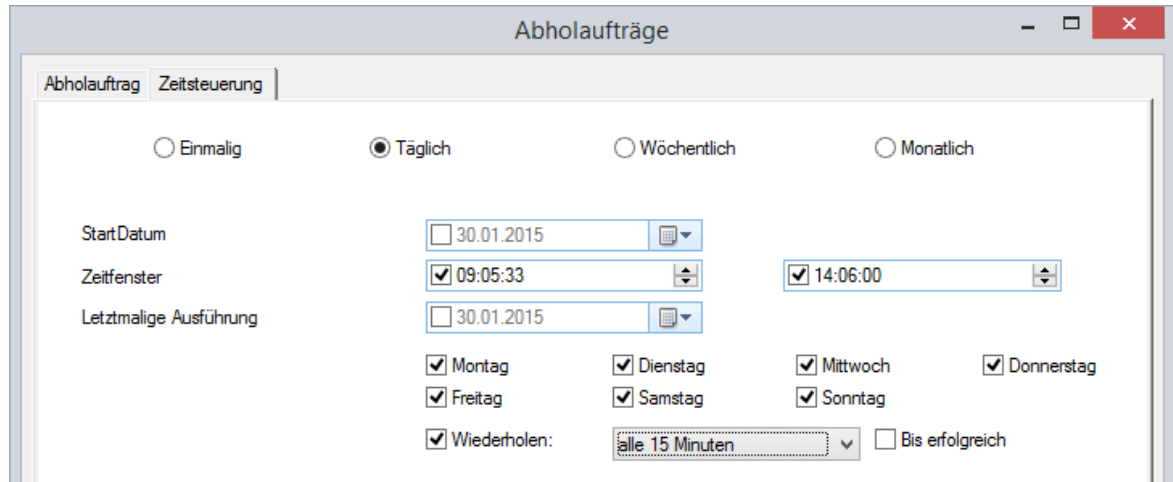 Abholaufträge
Abholauftrag Zeitsteuerung
Einmalig Täglich Wöchentlich Monatlich
StartDatum 30.01.2015
Zeitfenster 09:05:33 14:06:00
Letztmalige Ausführung 30.01.2015
Montag Dienstag Mittwoch Donnerstag
Freitag Samstag Sonntag
Wiederholen: alle 15 Minuten Bis erfolgreich